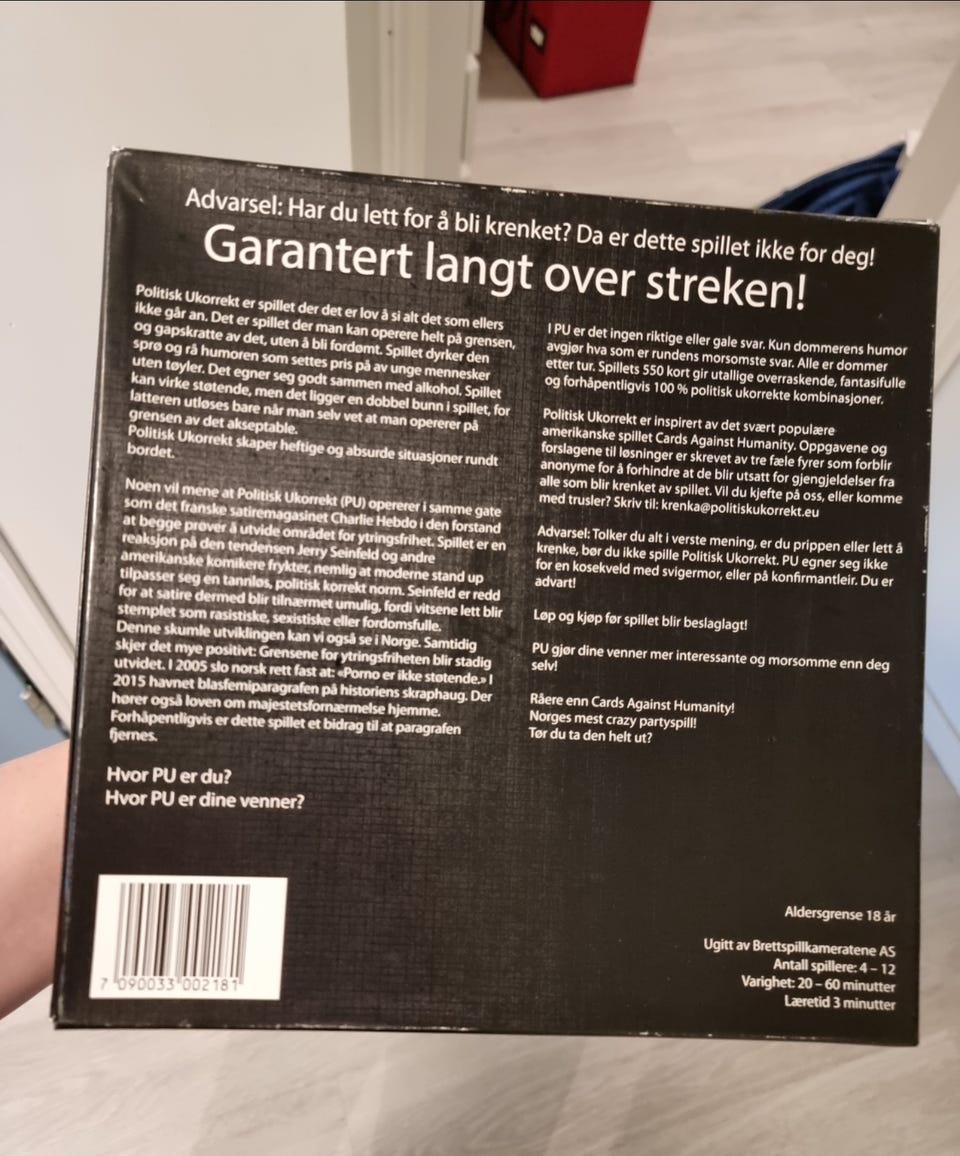 Advarsel: Har du lett for å bli krenket? Da er dette spillet ikke for deg!
Garantert langt over streken!
Politisk Ukorrekt er spillet der det er lov å si alt det som ellers
ikke går an. Det er spillet der man kan operere helt på grensen,
og gapskratte av det, uten å bli fordømt. Spillet dyrker den
sprø og rå humoren som settes pris på av unge mennesker
uten tøyler. Det egner seg godt sammen med alkohol. Spillet
kan virke støtende, men det ligger en dobbel bunn i spillet, for
latteren utløses bare når man selv vet at man opererer på
grensen av det akseptable.
Politisk Ukorrekt skaper heftige og absurde situasjoner rundt
bordet.
Noen vil mene at Politisk Ukorrekt (PU) opererer i samme gate
som det franske satiremagasinet Charlie Hebdo i den forstand
at begge prøver å utvide området for ytringsfrihet. Spillet er en
reaksjon på den tendensen Jerry Seinfeld og andre
amerikanske komikere frykter, nemlig at moderne stand up
tilpasser seg en tannløs, politisk korrekt norm. Seinfeld er redd
for at satire dermed blir tilnærmet umulig, fordi vitsene lett blir
stemplet som rasistiske, sexistiske eller fordomsfulle.
Denne skumle utviklingen kan vi også se i Norge. Samtidig
skjer det mye positivt: Grensene for ytringsfriheten blir stadig
utvidet. I 2005 slo norsk rett fast at: «Porno er ikke støtende.» I
2015 havnet blasfemiparagrafen på historiens skraphaug. Der
hører også loven om majestetsfornærmelse hjemme.
Forhåpentligvis er dette spillet et bidrag til at paragrafen
fjernes.
Hvor PU er du?
Hvor PU er dine venner?
I PU er det ingen riktige eller gale svar. Kun dommerens humor
avgjør hva som er rundens morsomste svar. Alle er dommer
etter tur. Spillets 550 kort gir utallige overraskende, fantasifulle
og forhåpentligvis 100 % politisk ukorrekte kombinasjoner.
Politisk Ukorrekt er inspirert av det svært populære
amerikanske spillet Cards Against Humanity. Oppgavene og
forslagene til løsninger er skrevet av tre fæle fyrer som forblir
anonyme for å forhindre at de blir utsatt for gjengjeldelser fra
alle som blir krenket av spillet. Vil du kjefte på oss, eller komme
med trusler? Skriv til: krenka@politiskukorrekt.eu
Advarsel: Tolker du alt i verste mening, er du prippen eller lett å
krenke, bør du ikke spille Politisk Ukorrekt. PU egner seg ikke
for en kosekveld med svigermor, eller på konfirmantleir. Du er
advart!
Løp og kjøp før spillet blir beslaglagt!
PU gjør dine venner mer interessante og morsomme enn deg
selv!
Råere enn Cards Against Humanity!
Norges mest crazy partyspill!
Tør du ta den helt ut?
Aldersgrense 18 år
Ugitt av Brettspillkameratene AS
Antall spillere: 4 – 12
Varighet: 20 – 60 minutter
Læretid 3 minutter
7 090033 002181